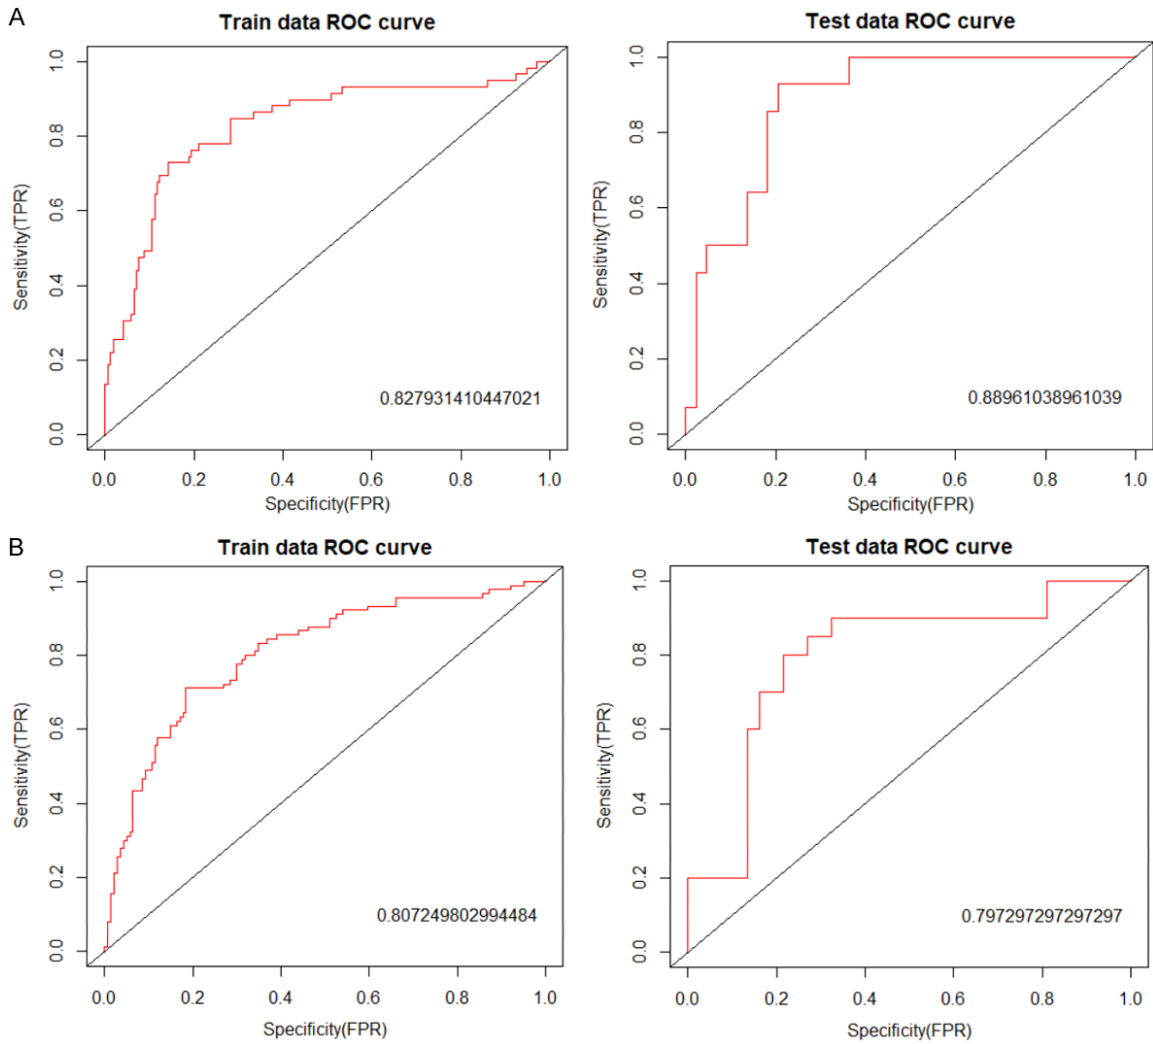 A
Train data ROC curve
Sensitivity(TPR)
1.0
0.8
0.6
0.4
0.2
0.0
0.827931410447021
0.0 0.2 0.4 0.6 0.8 1.0
Specificity(FPR)
Test data ROC curve
Sensitivity(TPR)
1.0
0.8
0.6
0.4
0.2
0.0
0.88961038961039
0.0 0.2 0.4 0.6 0.8 1.0
Specificity(FPR)
B
Train data ROC curve
Sensitivity(TPR)
1.0
0.8
0.6
0.4
0.2
0.0
0.807249802994484
0.0 0.2 0.4 0.6 0.8 1.0
Specificity(FPR)
Test data ROC curve
Sensitivity(TPR)
1.0
0.8
0.6
0.4
0.2
0.0
0.797297297297297
0.0 0.2 0.4 0.6 0.8 1.0
Specificity(FPR)